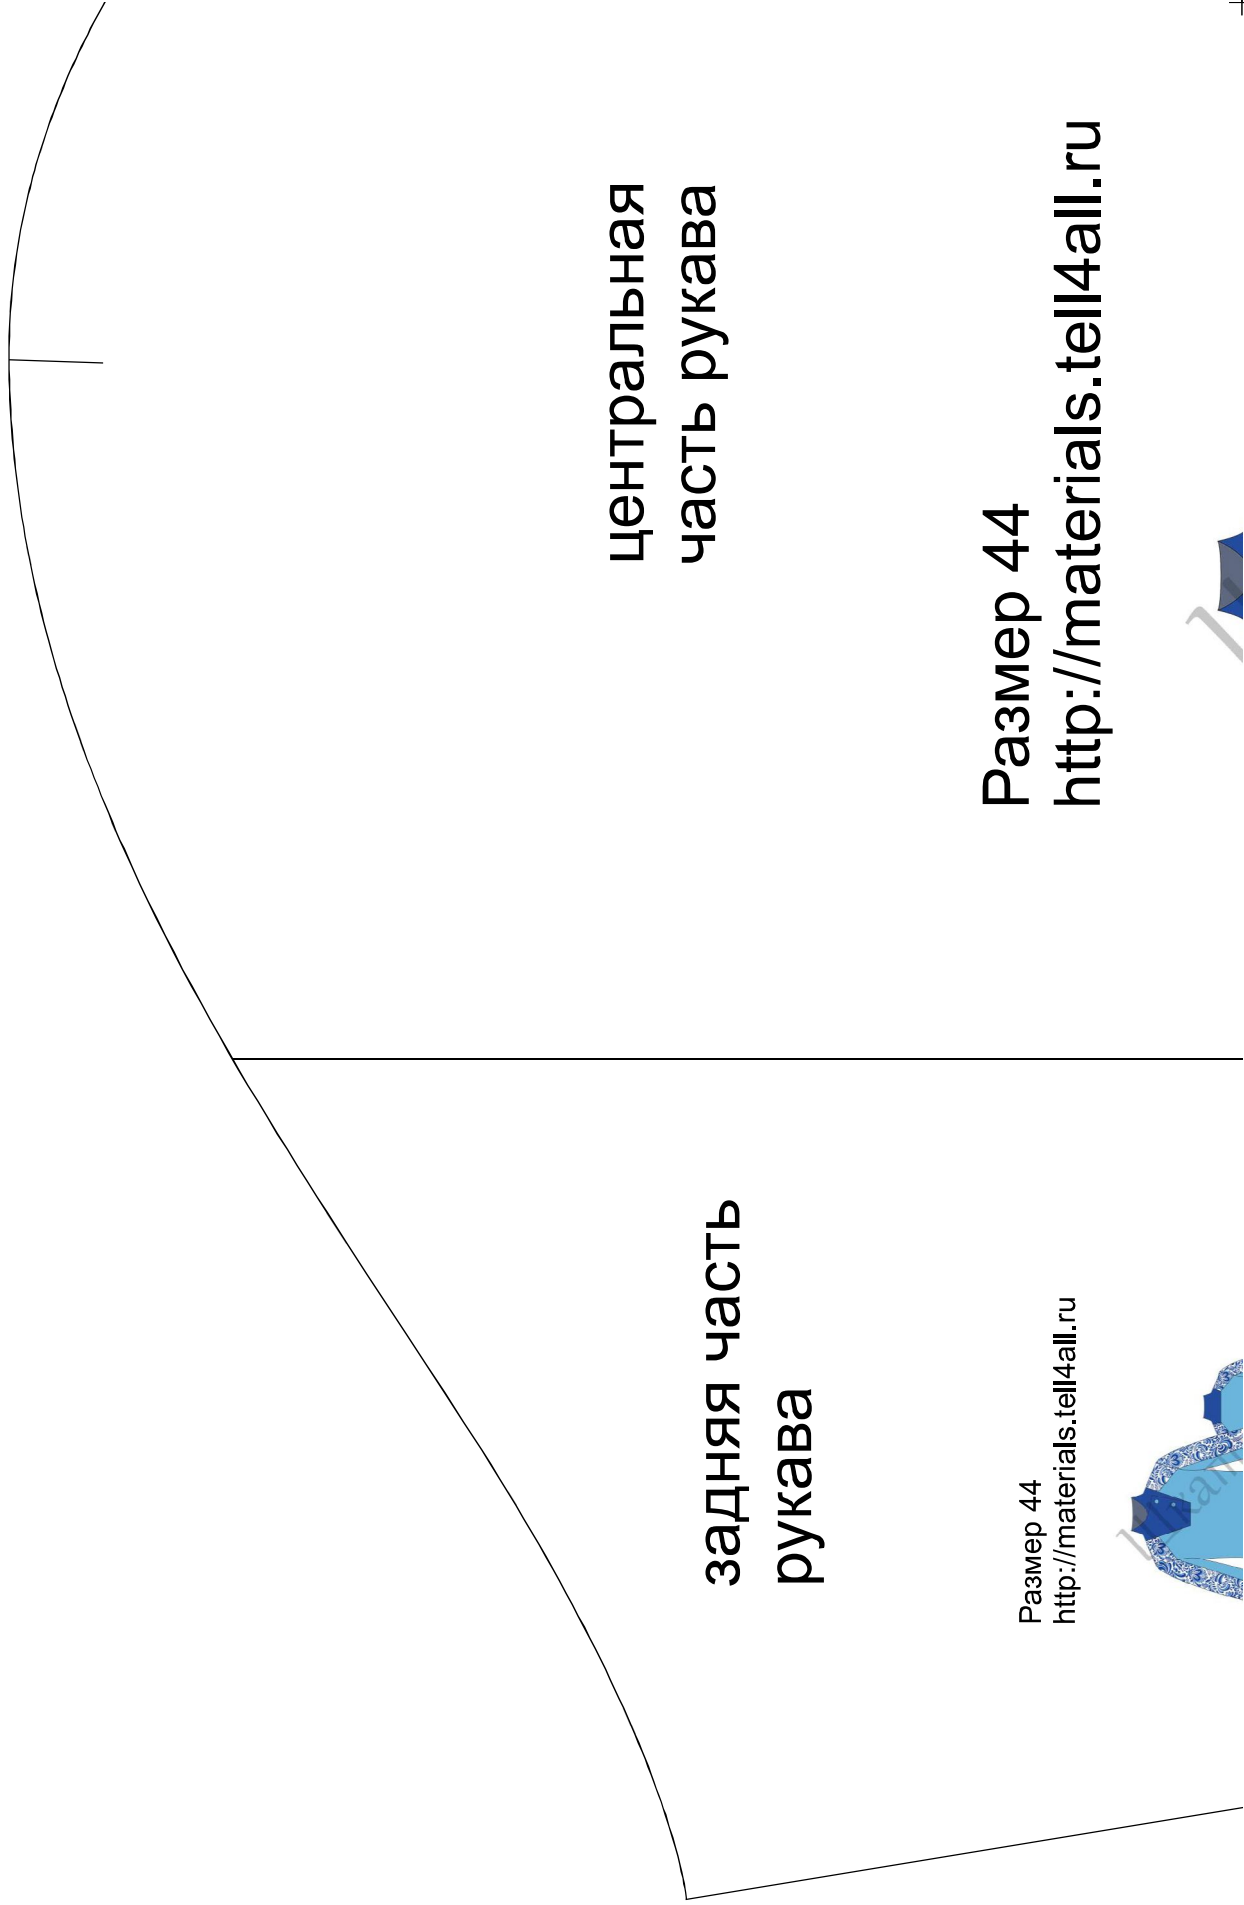 центральная
часть рукава
Размер 44
http://materials.tell4all.ru
задняя часть
рукава
Размер 44
http://materials.tell4all.ru